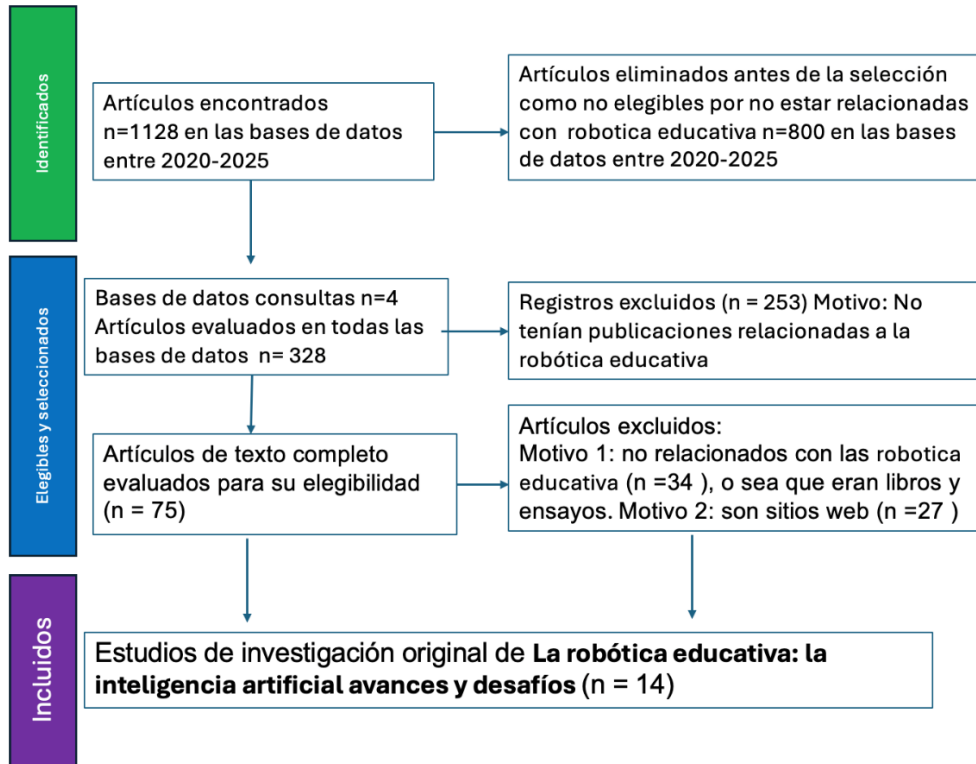 Identificados
Artículos encontrados
n=1128 en las bases de datos
entre 2020-2025
Artículos eliminados antes de la selección
como no elegibles por no estar relacionadas
con robotica educativa n=800 en las bases
de datos entre 2020-2025
Elegibles y seleccionados
Bases de datos consultas n=4
Artículos evaluados en todas las
bases de datos n= 328
Registros excluidos (n = 253) Motivo: No
tenían publicaciones relacionadas a la
robótica educativa
Artículos de texto completo
evaluados para su elegibilidad
(n = 75)
Artículos excluidos:
Motivo 1: no relacionados con las robotica
educativa (n =34 ), o sea que eran libros y
ensayos. Motivo 2: son sitios web (n =27 )
Incluidos
Estudios de investigación original de La robótica educativa: la
inteligencia artificial avances y desafíos (n = 14)